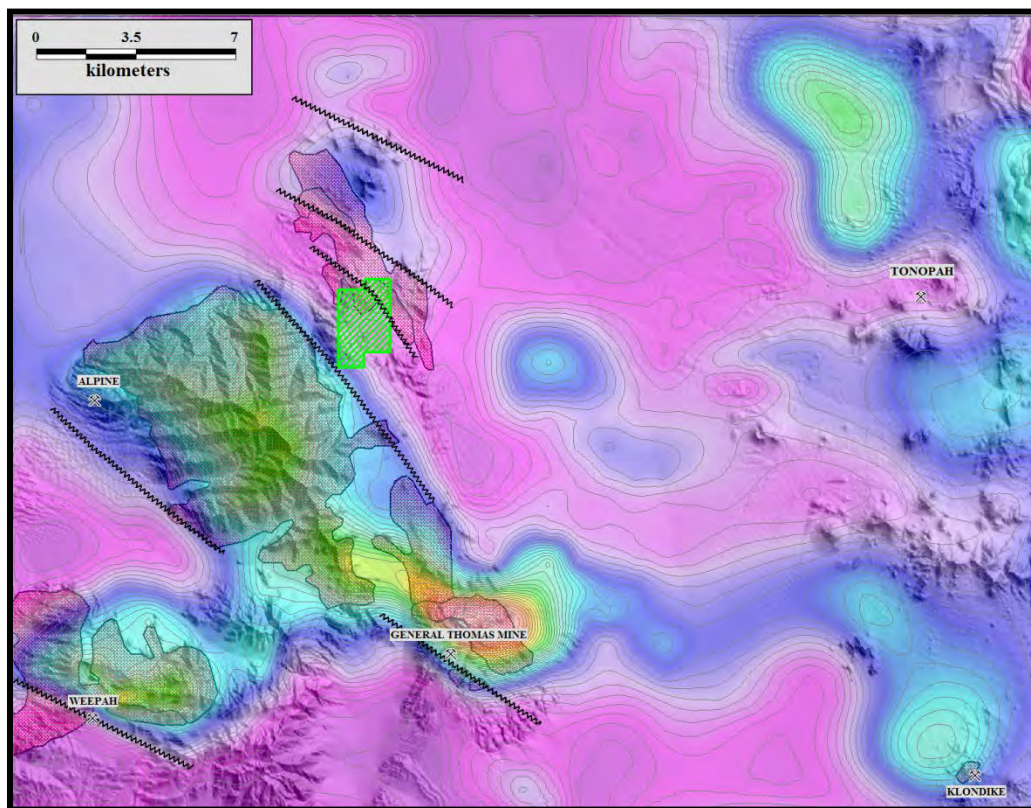 0 3.5 7
kilometers
TONOPAH
ALPINE
GENERAL THOMAS MINE
WEEPAH
KLONDIKE